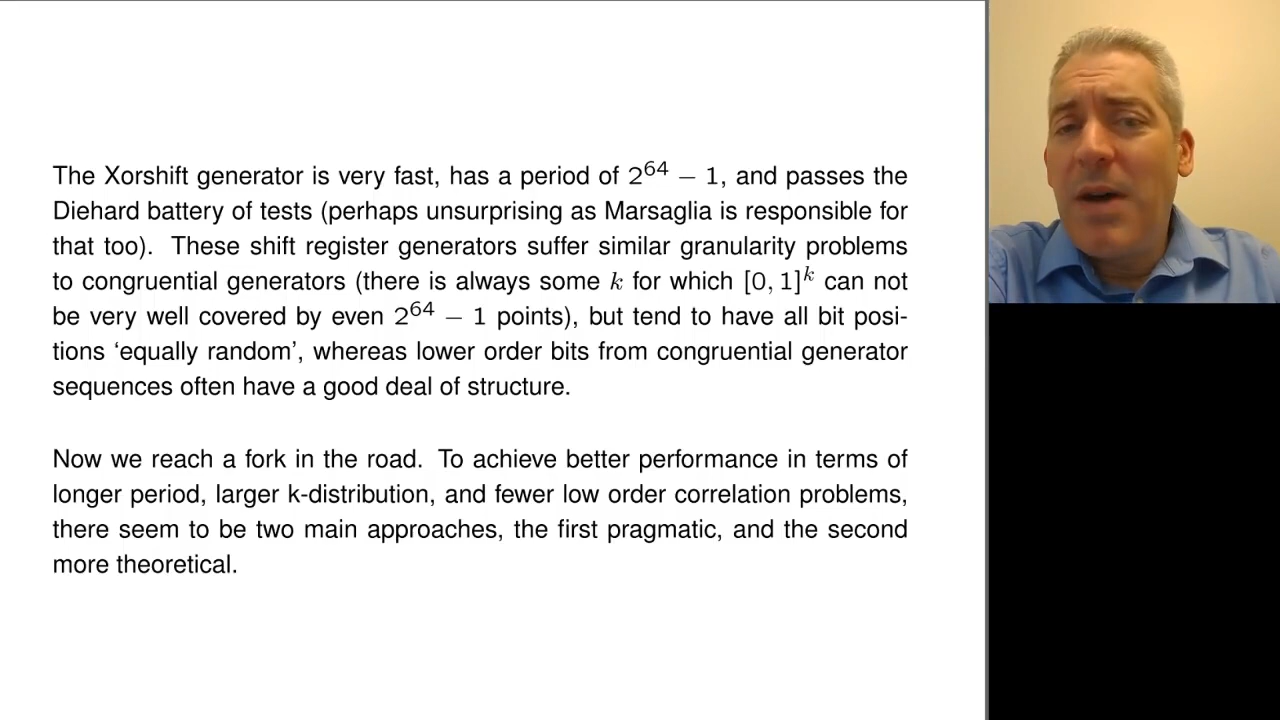 The Xorshift generator is very fast, has a period of 2^64 − 1, and passes the
Diehard battery of tests (perhaps unsurprising as Marsaglia is responsible for
that too). These shift register generators suffer similar granularity problems
to congruential generators (there is always some k for which [0, 1]^k can not
be very well covered by even 2^64 − 1 points), but tend to have all bit posi-
tions ‘equally random’, whereas lower order bits from congruential generator
sequences often have a good deal of structure.
Now we reach a fork in the road. To achieve better performance in terms of
longer period, larger k-distribution, and fewer low order correlation problems,
there seem to be two main approaches, the first pragmatic, and the second
more theoretical.